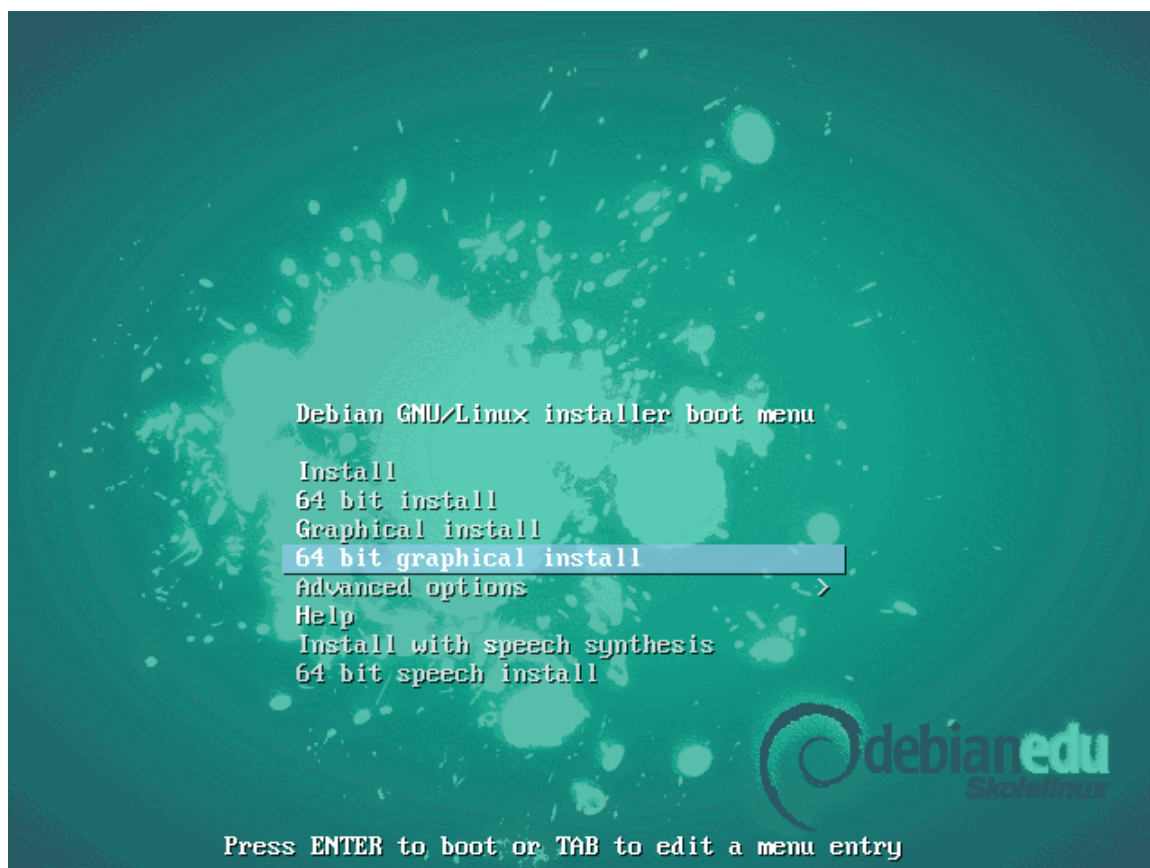 Debian GNU/Linux installer boot menu
Install
64 bit install
Graphical install
64 bit graphical install
Advanced options >
Help
Install with speech synthesis
64 bit speech install
debianedu
Skolelinux
Press ENTER to boot or TAB to edit a menu entry